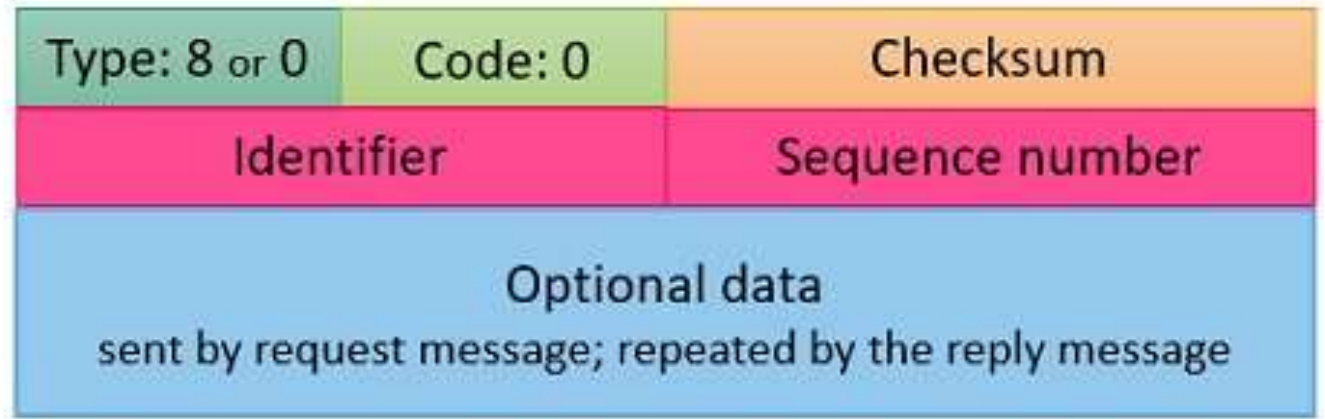 Type: 8 or 0 Code: 0 Checksum
Identifier Sequence number
Optional data
sent by request message; repeated by the reply message